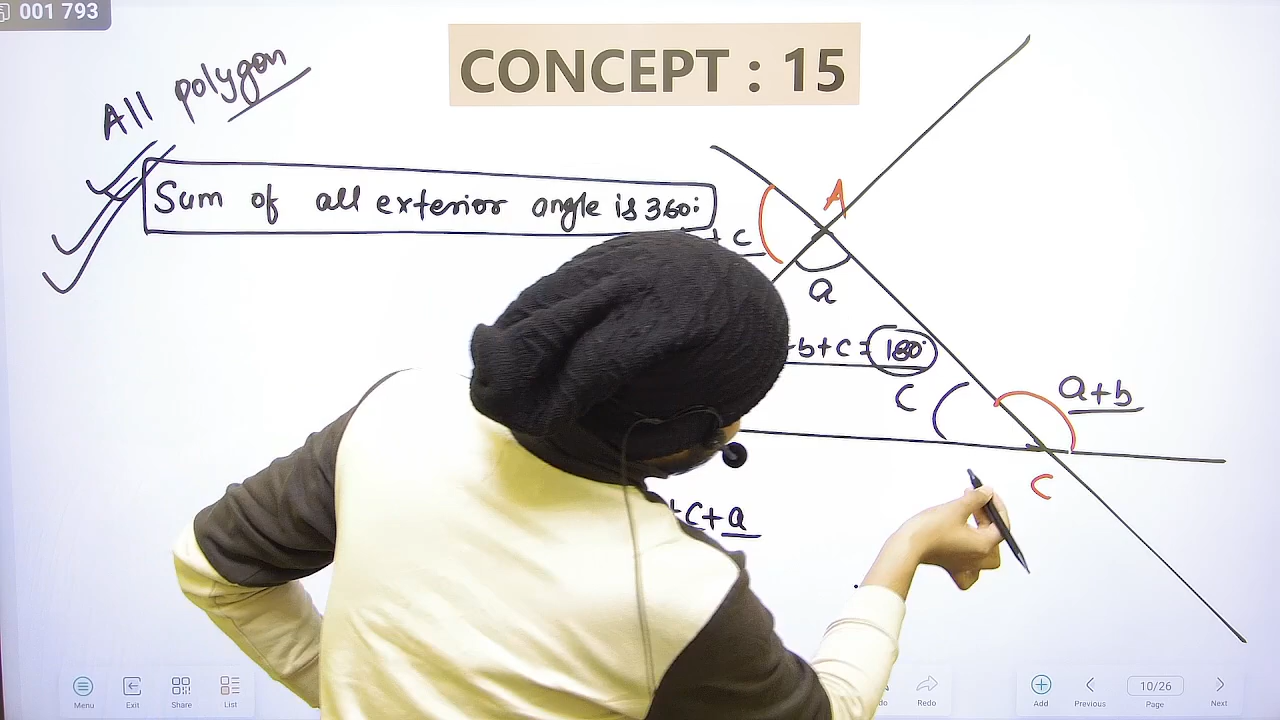 001 793
CONCEPT : 15
All polygon
Sum of all exterior angle is 360°
+ c
A
a
b+c = 180°
c
a+b
C
+c+a
Menu
Exit
Share
List
Redo
Add
Previous
10/26
Page
Next